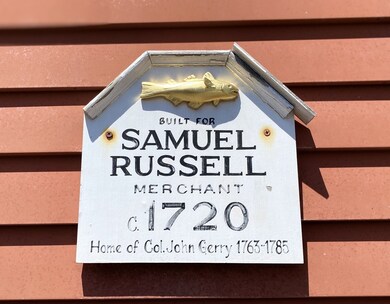 BUILT FOR
SAMUEL
RUSSELL
MERCHANT
C. 1720
Home of Col. John Gerry 1763-1785